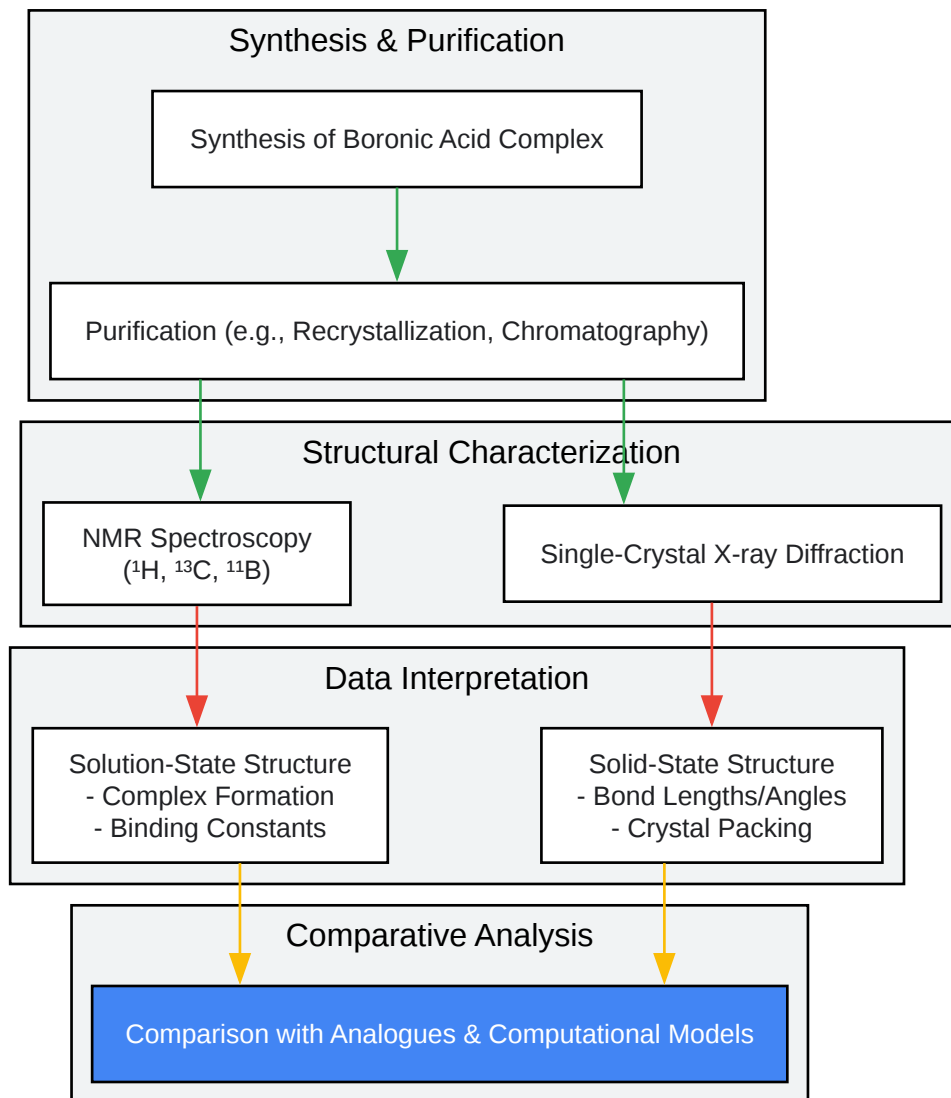 Synthesis & Purification
Synthesis of Boronic Acid Complex
Purification (e.g., Recrystallization, Chromatography)
Structural Characterization
NMR Spectroscopy
(¹H, ¹³C, ¹¹B)
Single-Crystal X-ray Diffraction
Data Interpretation
Solution-State Structure
- Complex Formation
- Binding Constants
Solid-State Structure
- Bond Lengths/Angles
- Crystal Packing
Comparative Analysis
Comparison with Analogues & Computational Models